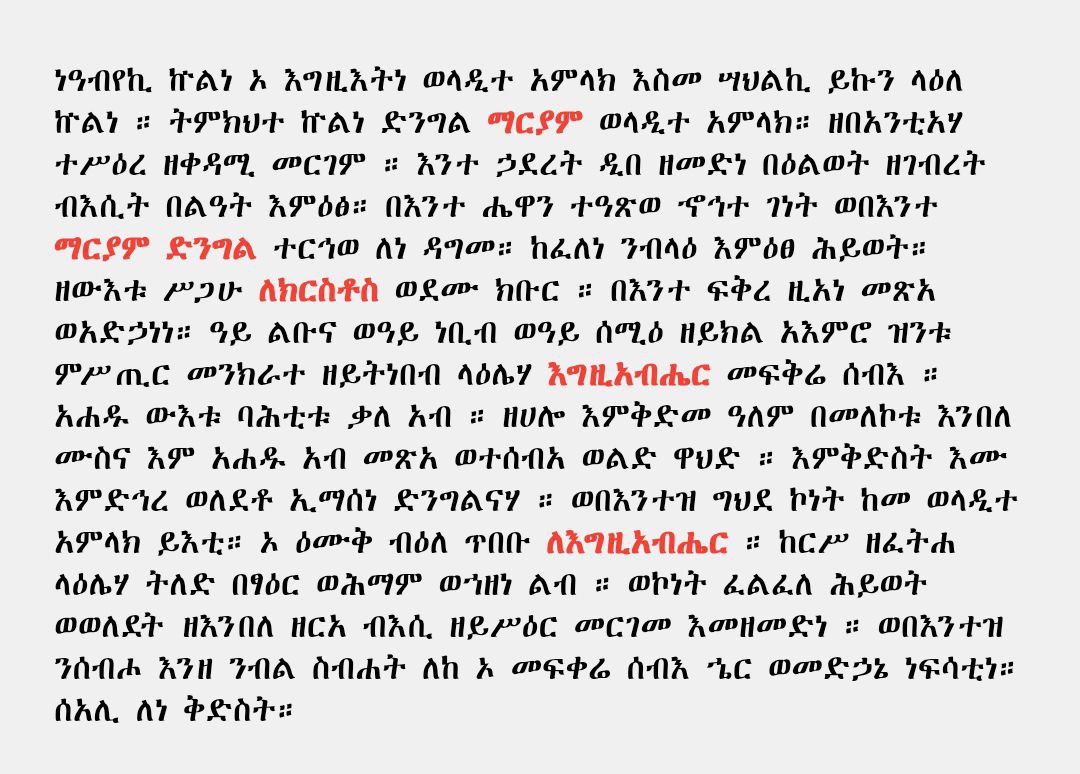 ነዓብየኪ ኵልነ ኦ እግዚእትነ ወላዲተ አምላክ እስመ ሣህልኪ ይኩን ላዕለ
ኵልነ ። ትምክህተ ኵልነ ድንግል ማርያም ወላዲተ አምላክ። ዘበአንቲአሃ
ተሥዕረ ዘቀዳሚ መርገም ። እንተ ኃደረት ዲበ ዘመድነ በዕልወት ዘገብረት
ብእሲት በልዓት እምዕፅ። በእንተ ሔዋን ተዓጽወ ኆኅተ ገነት ወበእንተ
ማርያም ድንግል ተርኅወ ለነ ዳግመ። ከፈለነ ንብላዕ እምዕፀ ሕይወት።
ዘውእቱ ሥጋሁ ለክርስቶስ ወደሙ ክቡር ። በእንተ ፍቅረ ዚአነ መጽአ
ወአድኃነነ። ዓይ ልቡና ወዓይ ነቢብ ወዓይ ሰሚዕ ዘይክል አእምሮ ዝንቱ
ምሥጢር መንክራተ ዘይትነበብ ላዕሌሃ እግዚአብሔር መፍቅሬ ሰብእ ።
አሐዱ ውእቱ ባሕቲቱ ቃለ አብ ። ዘሀሎ እምቅድመ ዓለም በመለኮቱ እንበለ
ሙስና እም አሐዱ አብ መጽአ ወተሰብአ ወልድ ዋህድ ። እምቅድስት እሙ
እምድኅረ ወለደቶ ኢማሰነ ድንግልናሃ ። ወበእንተዝ ግህደ ኮነት ከመ ወላዲተ
አምላክ ይእቲ። ኦ ዕሙቅ ብዕለ ጥበቡ ለእግዚአብሔር ። ከርሥ ዘፈትሐ
ላዕሌሃ ትለድ በፃዕር ወሕማም ወኀዘነ ልብ ። ወኮነት ፈልፈለ ሕይወት
ወወለደት ዘእንበለ ዘርአ ብእሲ ዘይሥዕር መርገመ እመዘመድነ ። ወበእንተዝ
ንሰብሖ እንዘ ንብል ስብሐት ለከ ኦ መፍቀሬ ሰብእ ኄር ወመድኃኔ ነፍሳቲነ።
ሰአሊ ለነ ቅድስት።